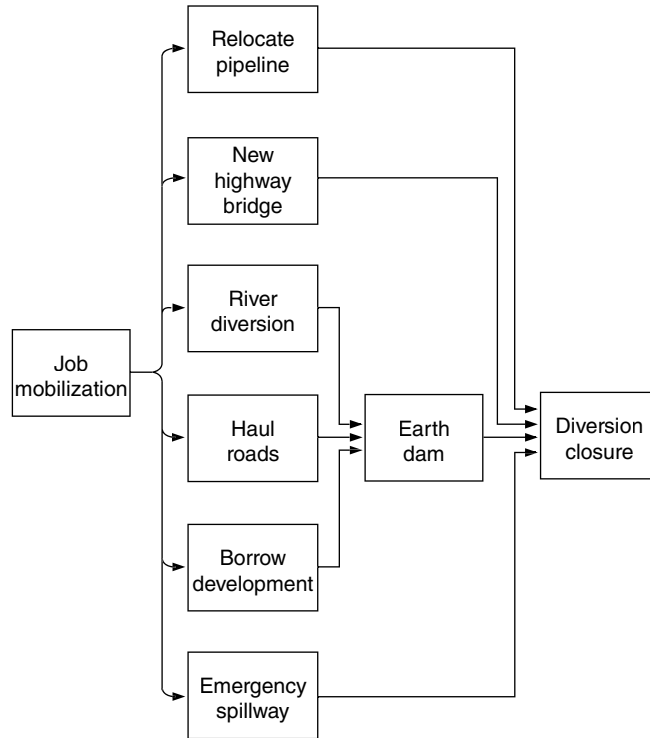 Relocate
pipeline
New
highway
bridge
River
diversion
Job
mobilization
Haul
roads
Earth
dam
Diversion
closure
Borrow
development
Emergency
spillway